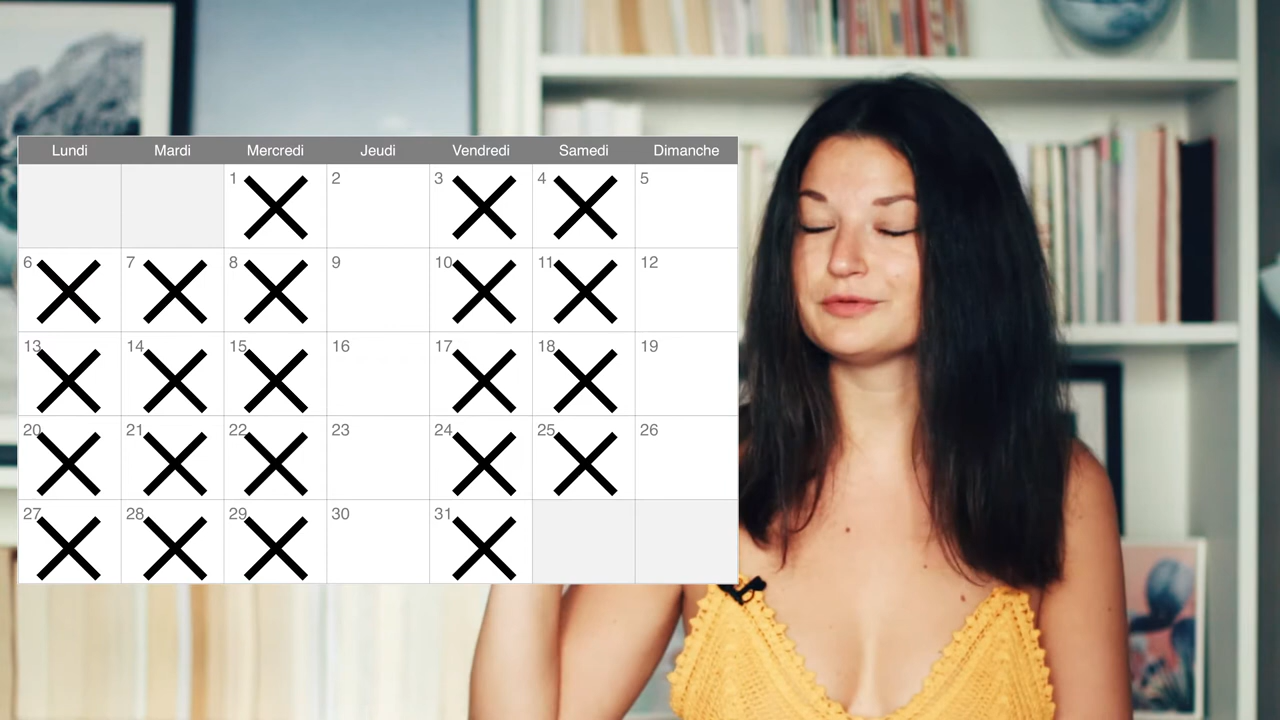 Lundi Mardi Mercredi Jeudi Vendredi Samedi Dimanche
1 2 3 4 5
6 7 8 9 10 11 12
13 14 15 16 17 18 19
20 21 22 23 24 25 26
27 28 29 30 31